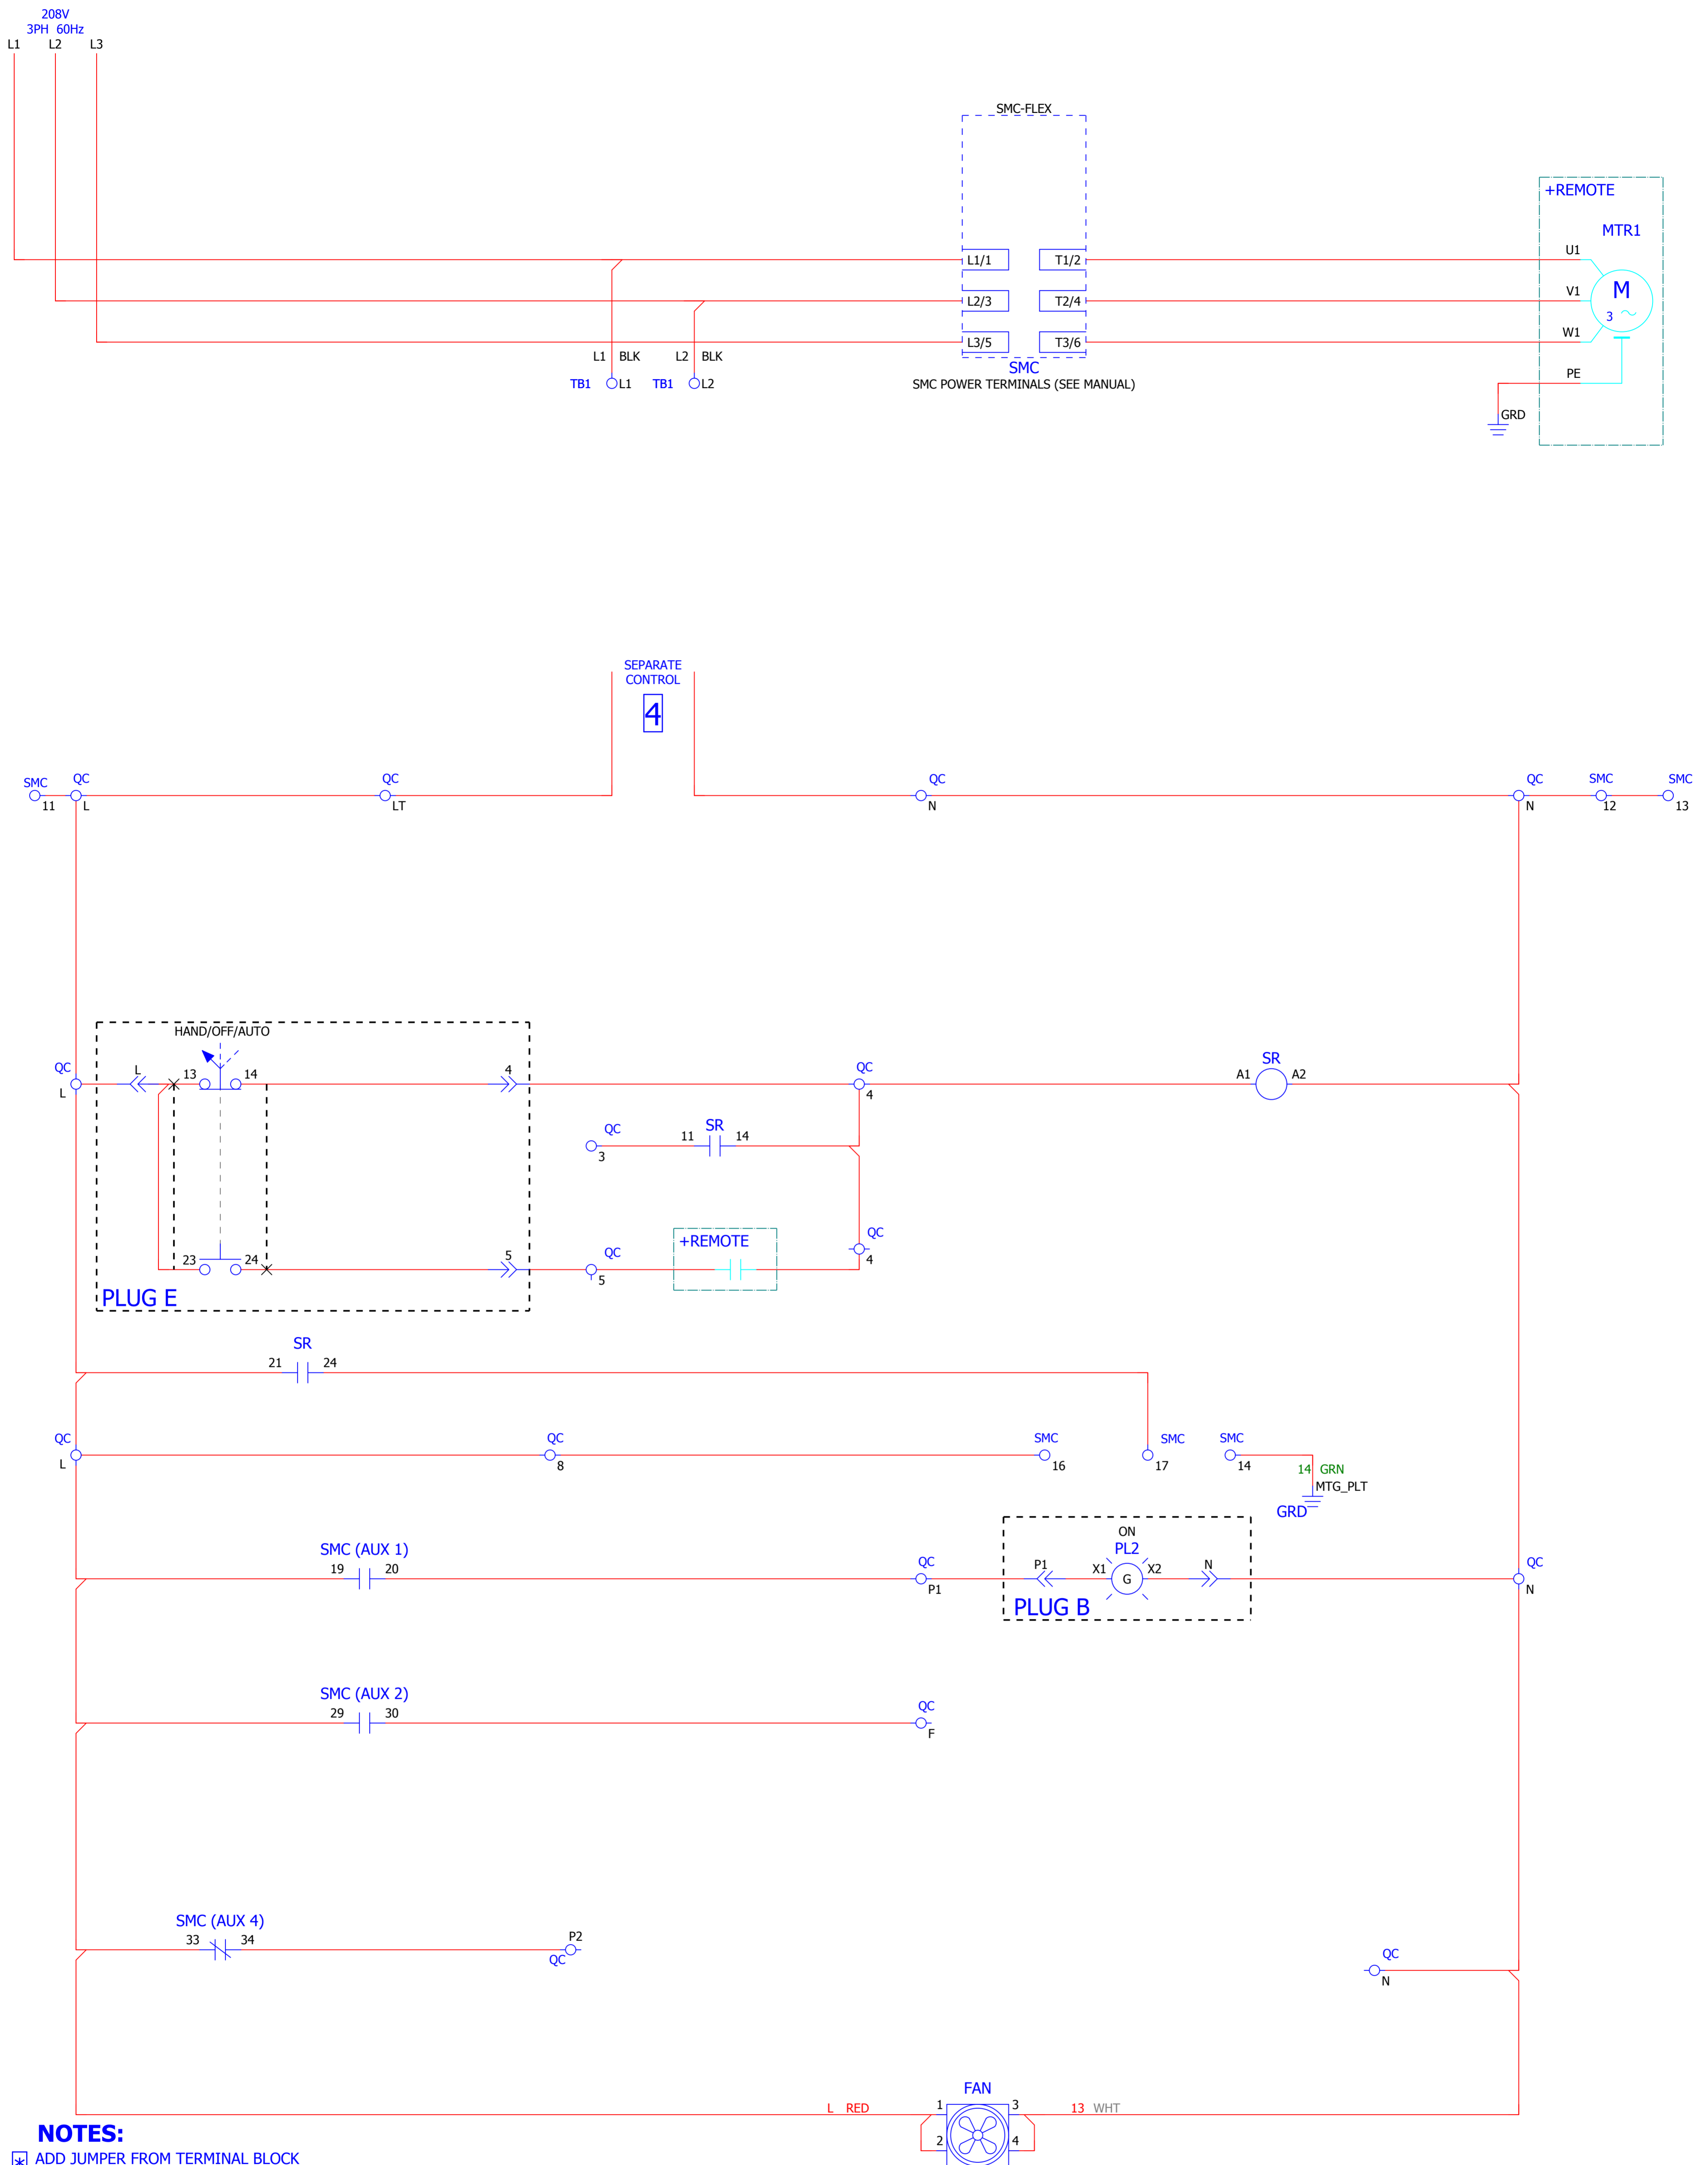 208V
3PH 60Hz
L1 L2 L3
SMC-FLEX
+REMOTE
MTR1
U1
L1/1 T1/2
M
3
V1
L2/3 T2/4
W1
L3/5 T3/6
L1 BLK L2 BLK
SMC
PE
TB1 L1 TB1 L2
SMC POWER TERMINALS (SEE MANUAL)
GRD
SEPARATE
CONTROL
4
SMC QC QC QC QC SMC SMC
11 L LT N N 12 13
HAND/OFF/AUTO
QC L 13 14 4 QC SR
A1 A2
L 4
QC SR
11 14
3
QC
+REMOTE
QC
23 24 5 4
5
PLUG E
SR
21 24
QC QC SMC SMC SMC
L 8 16 17 14
14 GRN
MTG_PLT
GRD
ON
SMC (AUX 1) PL2
19 20 QC P1 X1 G X2 N QC
P1 N
PLUG B
SMC (AUX 2)
29 30 QC
F
SMC (AUX 4)
33 34 P2
QC QC
N
FAN
L RED 1 3 13 WHT
2 4
NOTES:
* ADD JUMPER FROM TERMINAL BLOCK